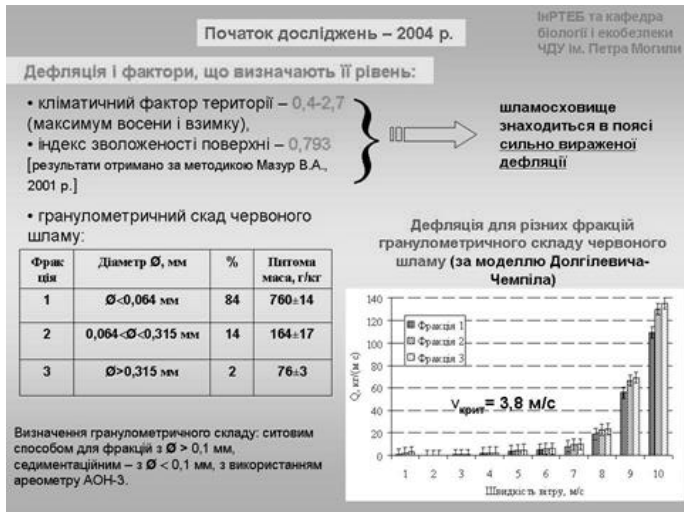 Початок досліджень – 2004 р.
ІнРТЕБ та кафедра
біології і екобезпеки
ЧДУ ім. Петра Могили
Дефляція і фактори, що визначають її рівень:
• кліматичний фактор території – 0,4-2,7
(максимум восени і взимку),
• індекс зволоженості поверхні – 0,793
[результати отримано за методикою Мазур В.А.,
2001 р.]
шламосховище
знаходиться в поясі
сильно вираженої
дефляції
• гранулометричний скад червоного
шламу:
Фрак Діаметр Ø, мм % Питома
ція маса, г/кг
1 Ø<0,064 мм 84 760±14
2 0,064<Ø<0,315 мм 14 164±17
3 Ø>0,315 мм 2 76±3
Визначення гранулометричного складу: ситовим
способом для фракцій з Ø > 0,1 мм,
седиментаційним – з Ø < 0,1 мм, з використанням
ареометру АОН-3.
Дефляція для різних фракцій
гранулометричного складу червоного
шламу (за моделлю Долгілевича-
Чемпіла)
Q, кг/(м с)
140
120
100
80
60
40
20
0
Фракція 1
Фракція 2
Фракція 3
Vкрит= 3,8 м/с
1 2 3 4 5 6 7 8 9 10
Швидкість вітру, м/с